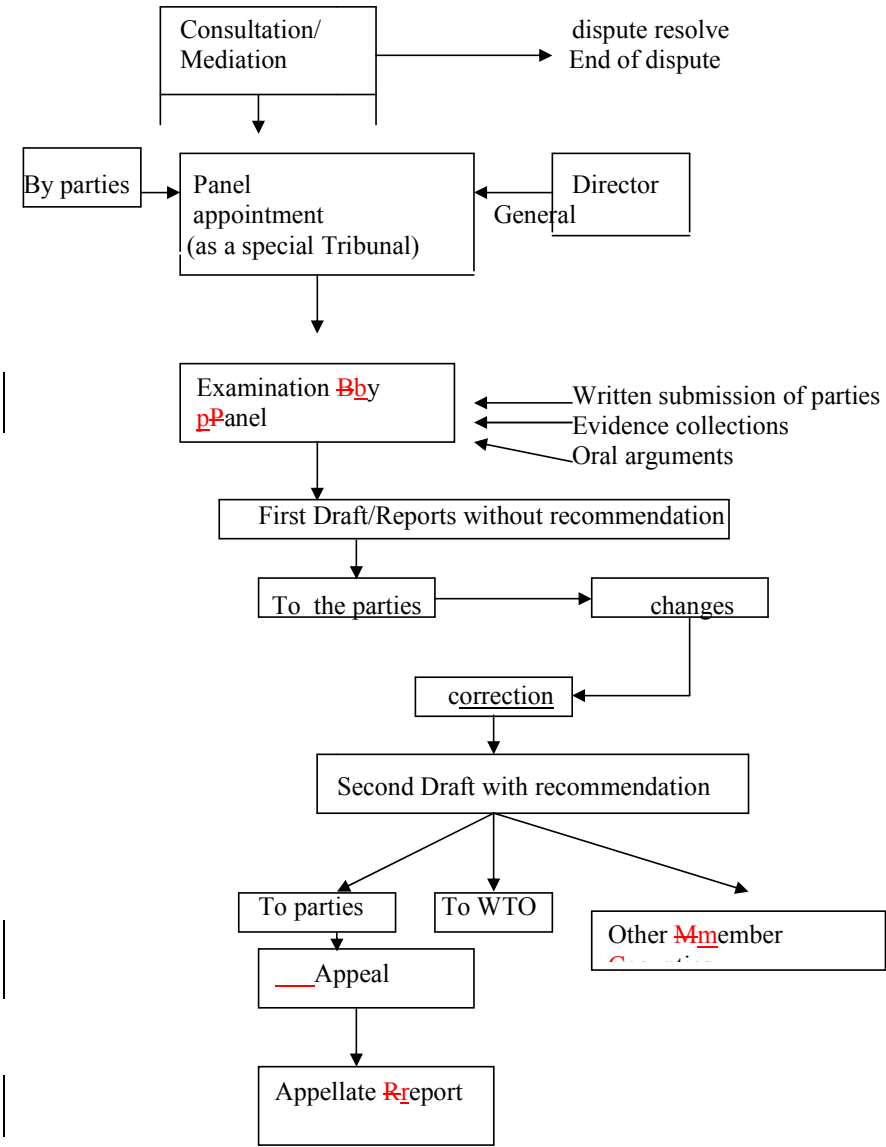 Consultation/
Mediation
dispute resolve
End of dispute
By parties
Panel
appointment
(as a special Tribunal)
Director
General
Examination Bby
pPanel
Written submission of parties
Evidence collections
Oral arguments
First Draft/Reports without recommendation
To the parties
changes
correction
Second Draft with recommendation
To parties
To WTO
Other Mmember
Appeal
Appellate Rreport